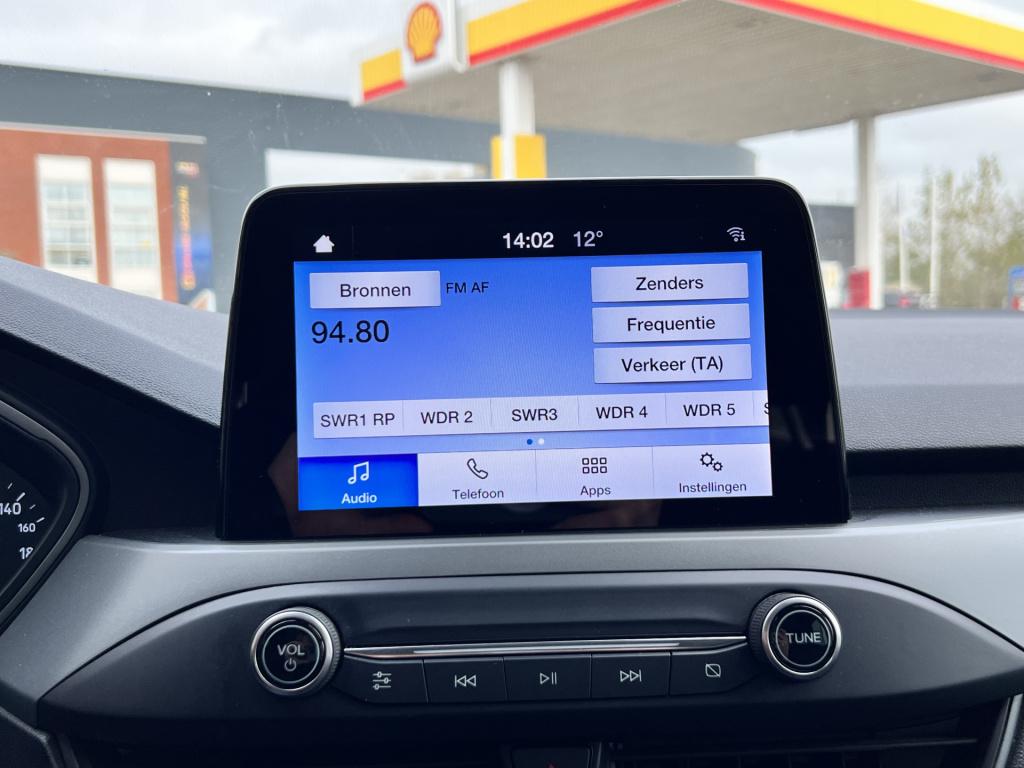 14:02 12°
Bronnen FM AF
94.80
Zenders
Frequentie
Verkeer (TA)
SWR1 RP WDR 2 SWR3 WDR 4 WDR 5 S
Audio Telefoon Apps Instellingen
140
160
18
VOL
TUNE